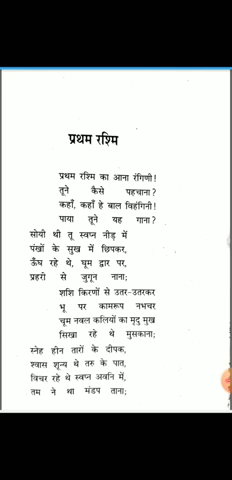 प्रथम रश्मि
प्रथम रश्मि का आना रंगिणी!
तूने कैसे पहचाना?
कहाँ, कहाँ हे बाल विहंगिनी!
पाया तूने यह गाना?
सोयी थी तू स्वप्न नीड़ में
पंखों के सुख में छिपकर,
ऊँघ रहे थे, घूम द्वार पर,
प्रहरी से जुगून नाना;
शशि किरणों से उतर-उतरकर
भू पर कामरूप नभचर
चूम नवल कलियों का मृदु मुख
सिखा रहे थे मुसकाना;
स्नेह हीन तारों के दीपक,
श्वास शून्य थे तरु के पात,
विचर रहे थे स्वप्न अवनि में,
तम ने था मंडप ताना;